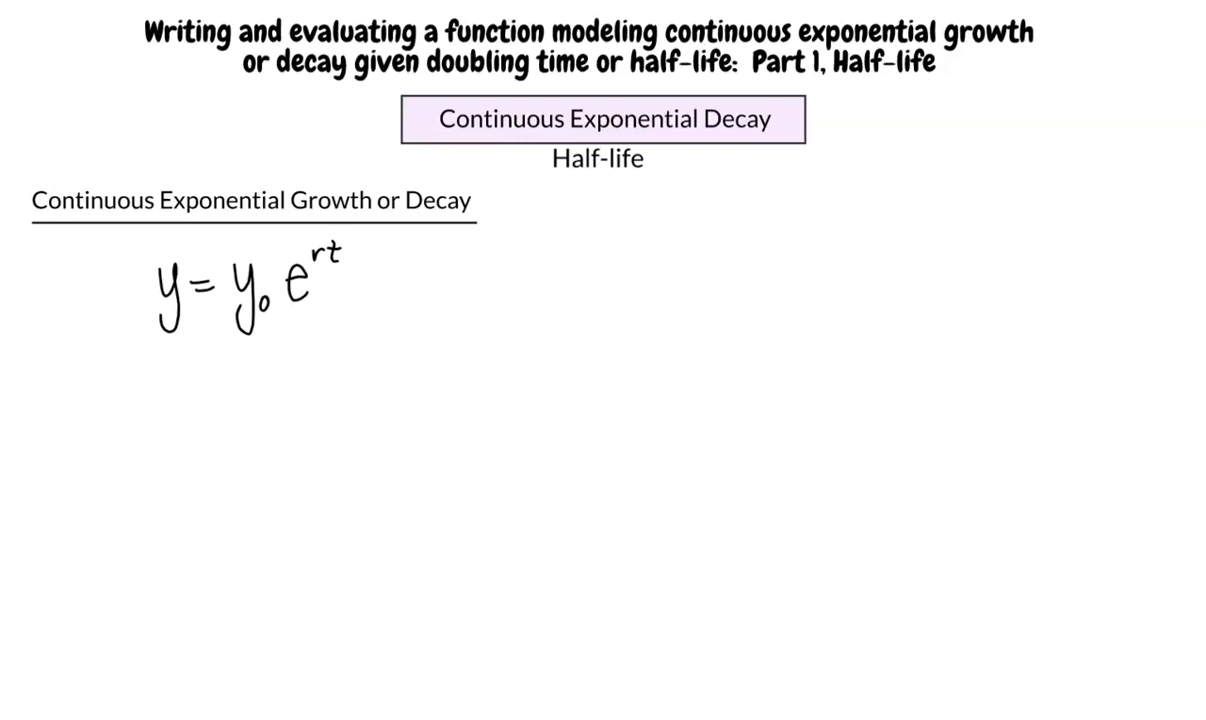 Writing and evaluating a function modeling continuous exponential growth
or decay given doubling time or half-life: Part 1, Half-life
Continuous Exponential Decay
Half-life
Continuous Exponential Growth or Decay
y = y₀ e^{rt}